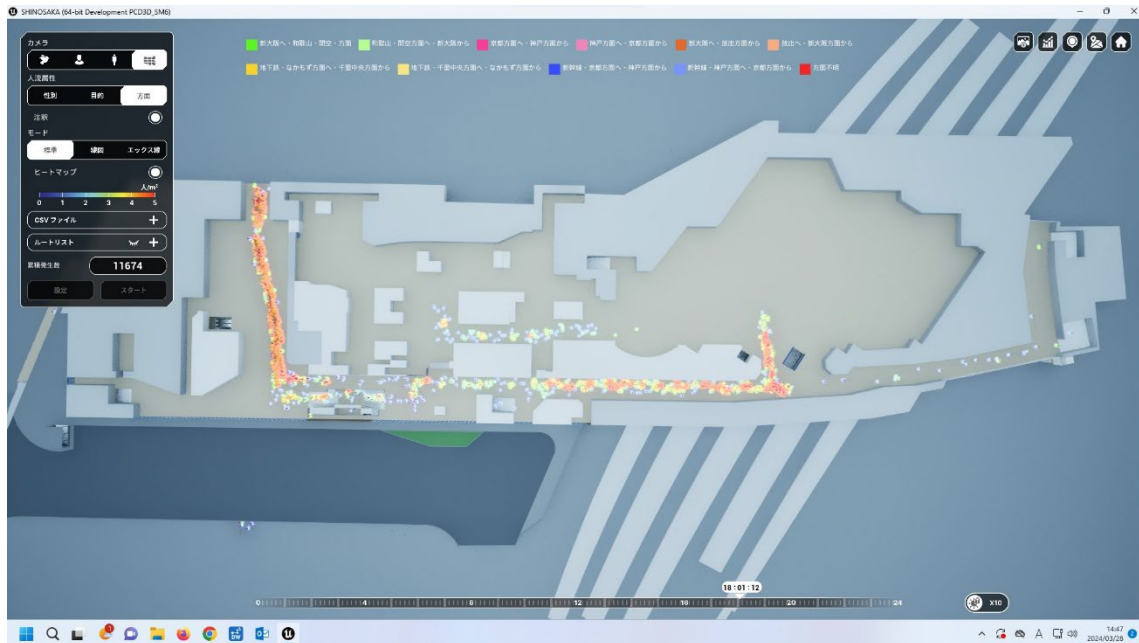 SHINOSAKA (64-bit Development PCD3D_SM6)
カメラ
人流属性
性別 目的 方面
注釈
モード
標準 線図 エックス線
ヒートマップ
人/m²
0 1 2 3 4 5
CSVファイル +
ルートリスト +
累積発生数 11674
設定 スタート
新大阪へ・和歌山・関空・方面 和歌山・関空方面へ・新大阪から 京都方面へ・神戸方面から 神戸方面へ・京都方面から 新大阪へ・放出方面から 放出へ・新大阪方面から
地下鉄・なかもず方面へ・千里中央方面から 地下鉄・千里中央方面へ・なかもず方面から 新幹線・京都方面へ・神戸方面から 新幹線・神戸方面へ・京都方面から 方面不明
18:01:12
0 4 8 12 16 20 24
X10
A 14:47
2024/03/26